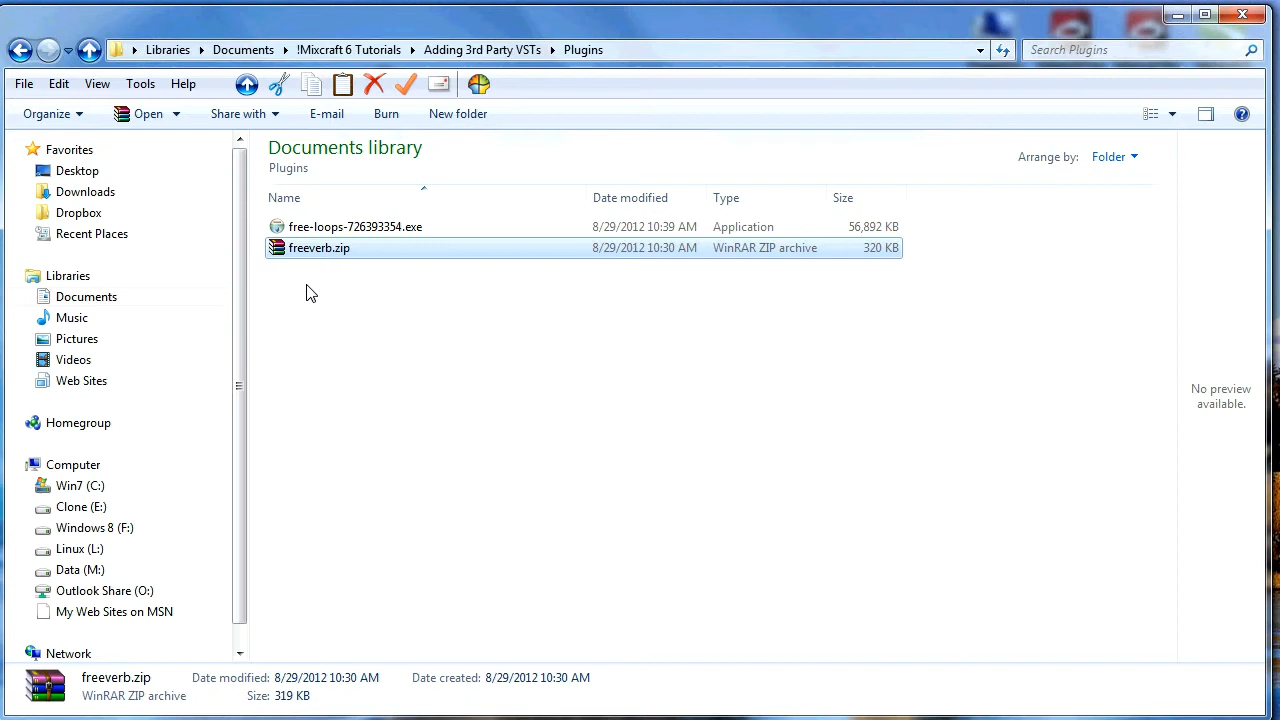 Libraries Documents !Mixcraft 6 Tutorials Adding 3rd Party VSTs Plugins Search Plugins
File Edit View Tools Help
Organize Open Share with E-mail Burn New folder
Favorites
Desktop
Downloads
Dropbox
Recent Places
Libraries
Documents
Music
Pictures
Videos
Web Sites
Homegroup
Computer
Win7 (C:)
Clone (E:)
Windows 8 (F:)
Linux (L:)
Data (M:)
Outlook Share (O:)
My Web Sites on MSN
Network
Documents library
Plugins
Arrange by: Folder
Name Date modified Type Size
free-loops-726393354.exe 8/29/2012 10:39 AM Application 56,892 KB
freeverb.zip 8/29/2012 10:30 AM WinRAR ZIP archive 320 KB
No preview
available.
freeverb.zip Date modified: 8/29/2012 10:30 AM Date created: 8/29/2012 10:30 AM
WinRAR ZIP archive Size: 319 KB